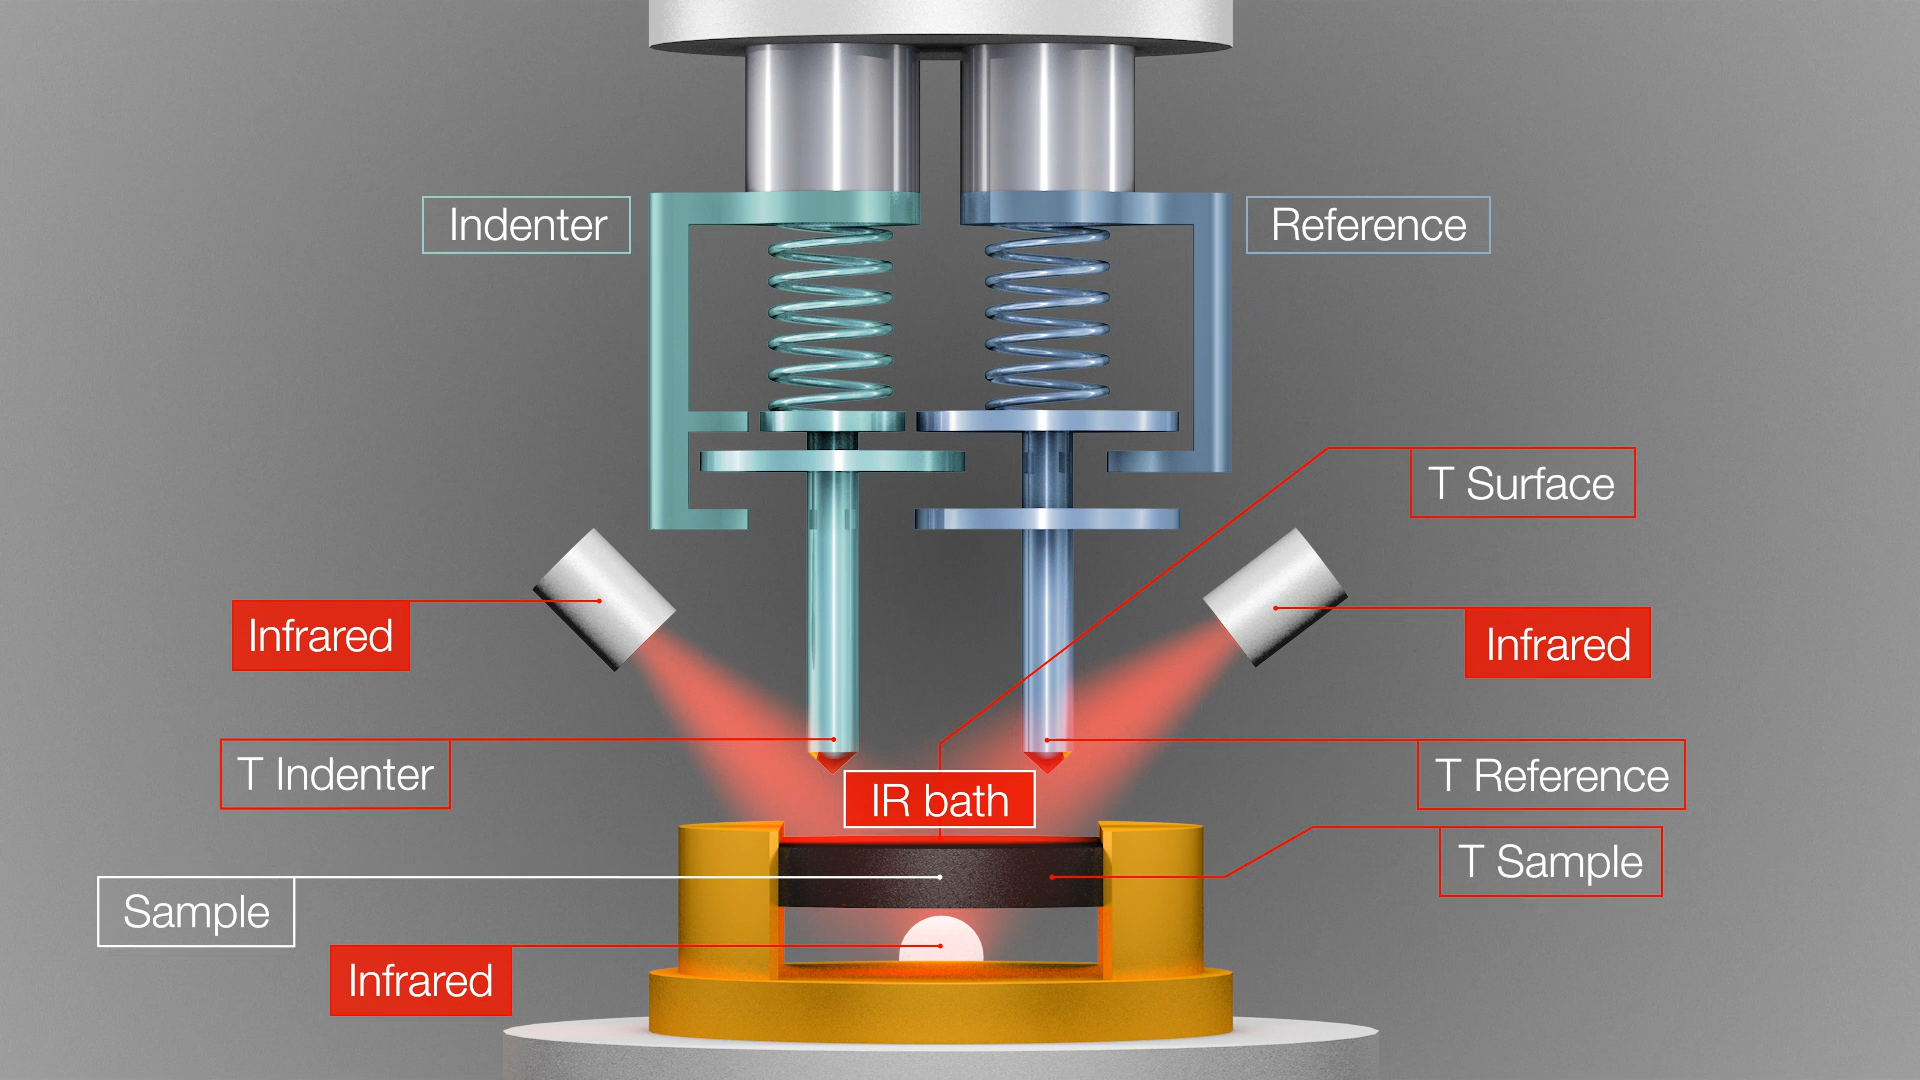 Indenter
Reference
T Surface
Infrared
Infrared
T Indenter
IR bath
T Reference
T Sample
Sample
Infrared